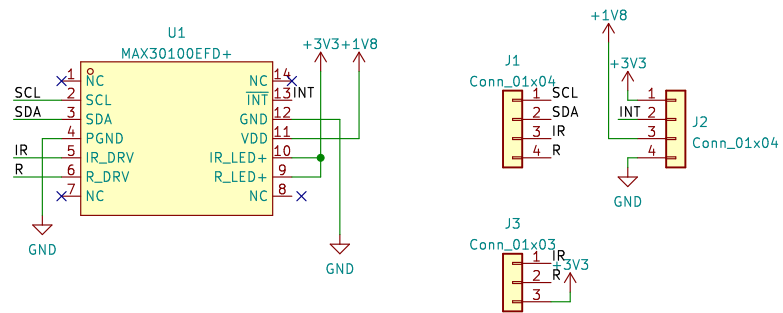 U1
MAX30100EFD+
+3V3 +1V8
1 NC NC 14
SCL 2 SCL INT 13 INT
SDA 3 SDA GND 12
4 PGND VDD 11
IR 5 IR_DRV IR_LED+ 10
R 6 R_DRV R_LED+ 9
7 NC NC 8
GND
GND
J1
Conn_01x04
1 SCL
2 SDA
3 IR
4 R
+1V8
+3V3
1
INT 2
3
4
J2
Conn_01x04
GND
J3
Conn_01x03
1 IR
2 R
3
+3V3